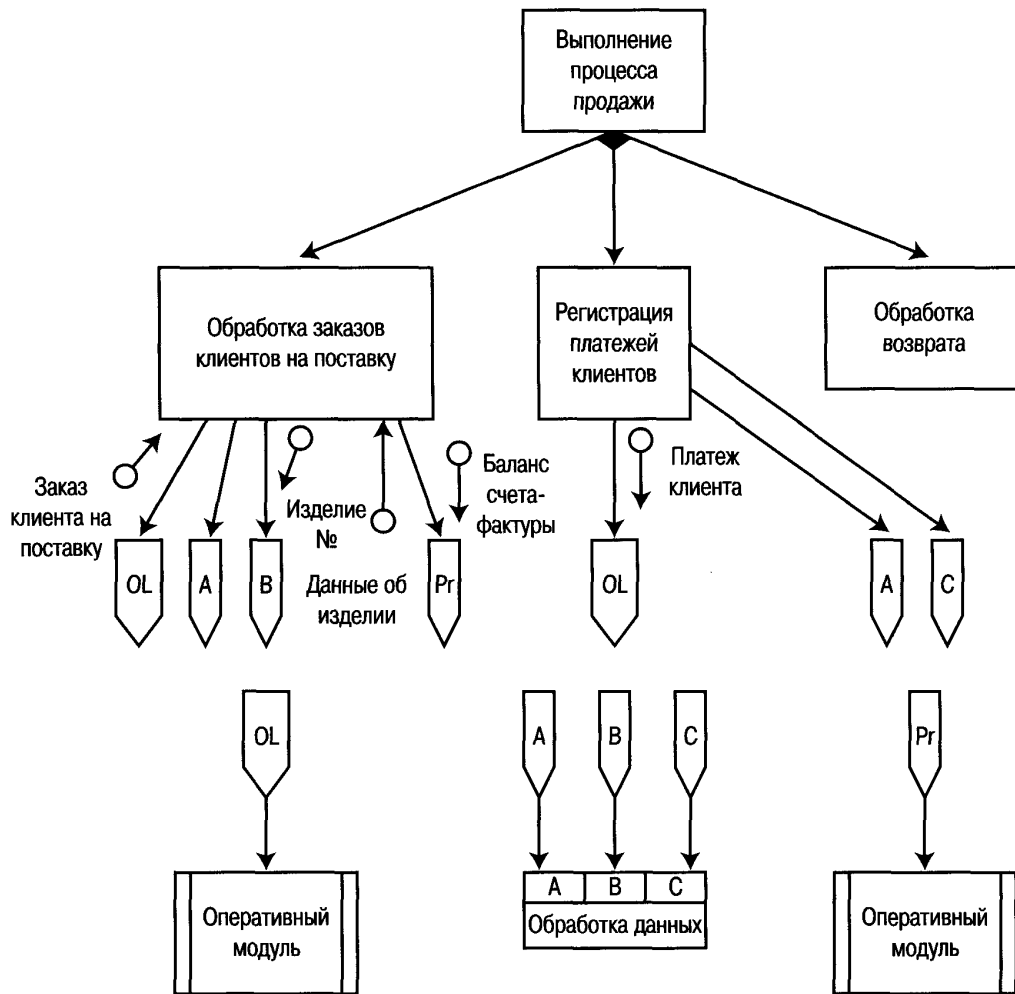 Выполнение
процесса
продажи
Обработка заказов
клиентов на поставку
Регистрация
платежей
клиентов
Обработка
возврата
Заказ
клиента на
поставку
Изделие
№
Данные об
изделии
Баланс
счета-
фактуры
Платеж
клиента
OL
A
B
Pr
OL
A
C
OL
A
B
C
Pr
Оперативный
модуль
A
B
C
Обработка данных
Оперативный
модуль